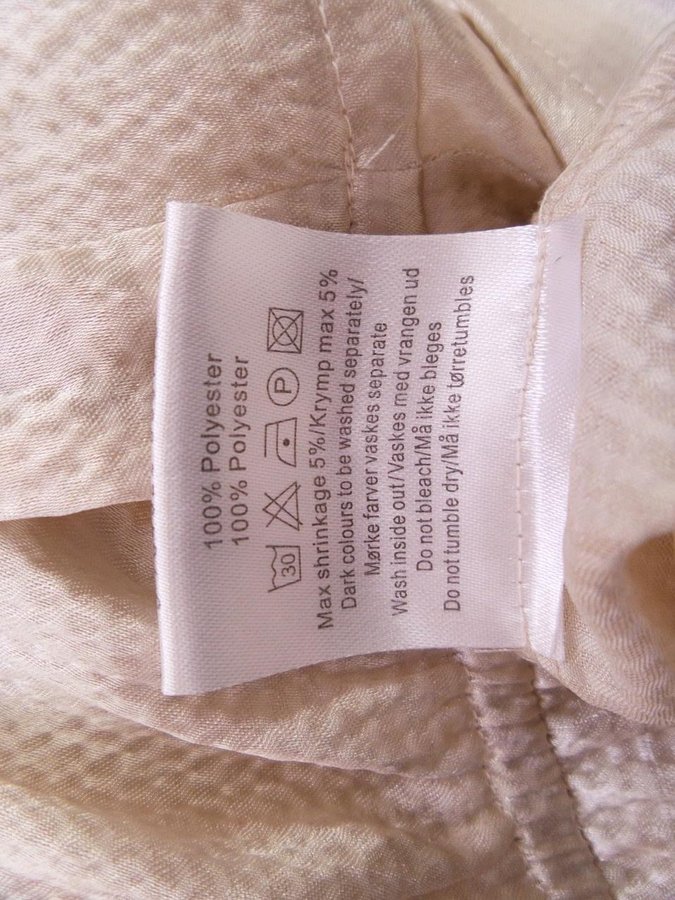 100% Polyester
100% Polyester
30 P
Max shrinkage 5%/Krymp max 5%
Dark colours to be washed separately/
Mørke farver vaskes separate
Wash inside out/Vaskes med vrangen ud
Do not bleach/Må ikke bleges
Do not tumble dry/Må ikke tørretumbles